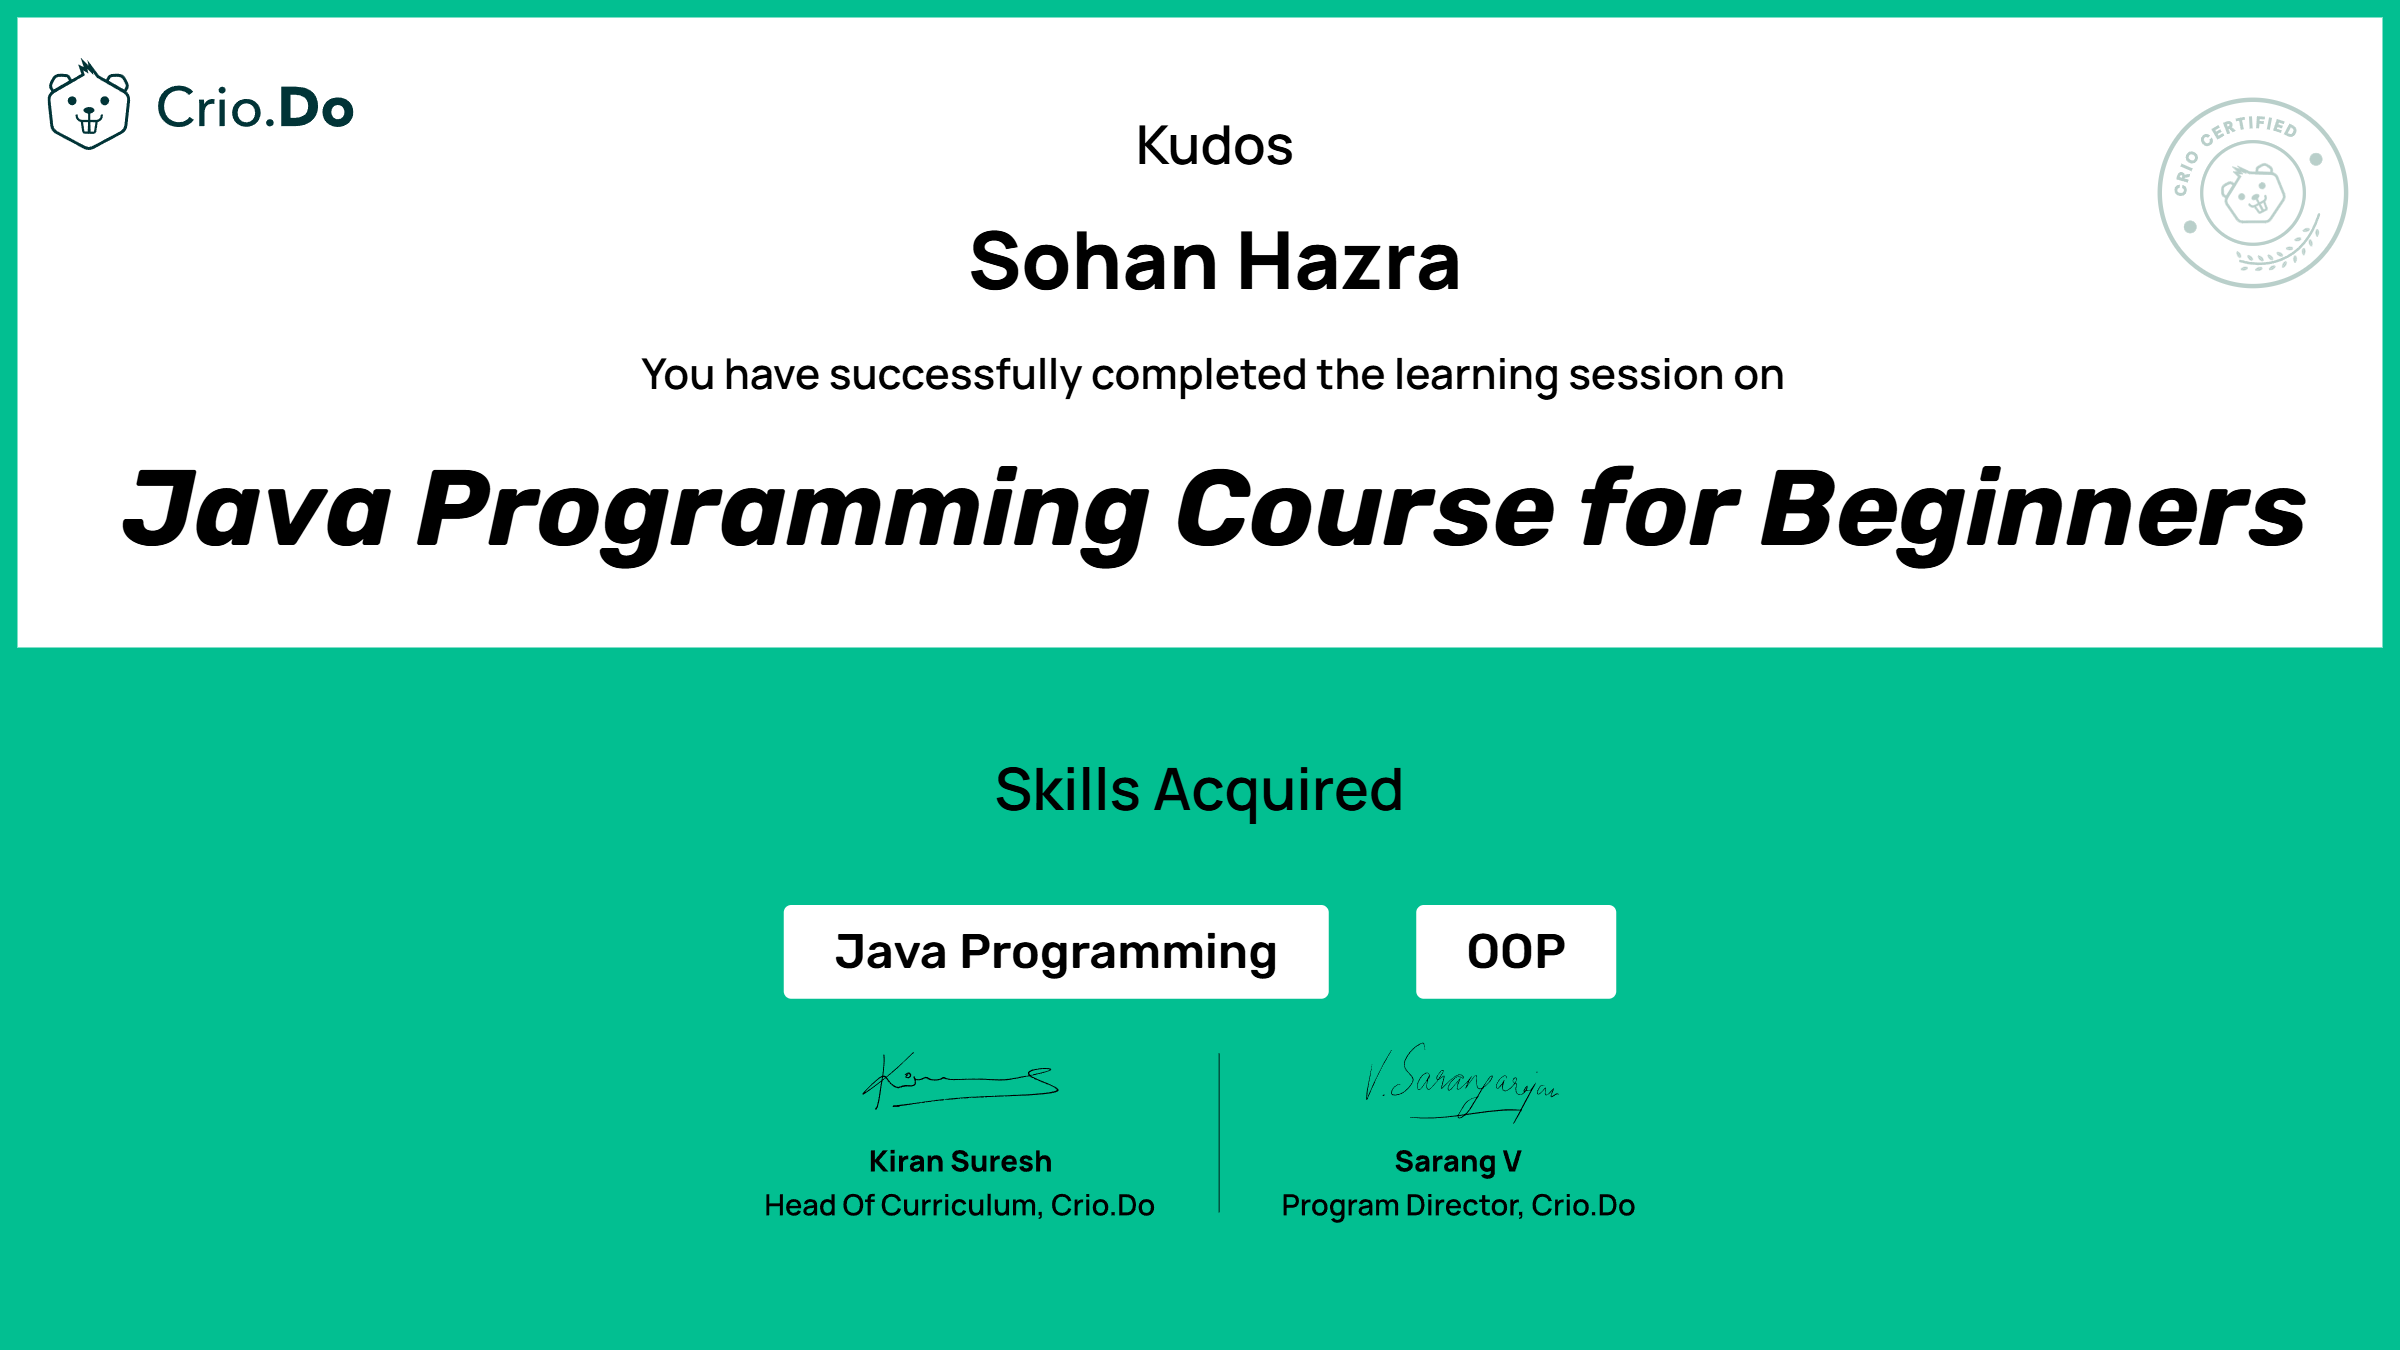 Crio.Do
CRIO CERTIFIED
Kudos
Sohan Hazra
You have successfully completed the learning session on
Java Programming Course for Beginners
Skills Acquired
Java Programming
OOP
Kiran Suresh
Head Of Curriculum, Crio.Do
V. Sarangarajan
Sarang V
Program Director, Crio.Do